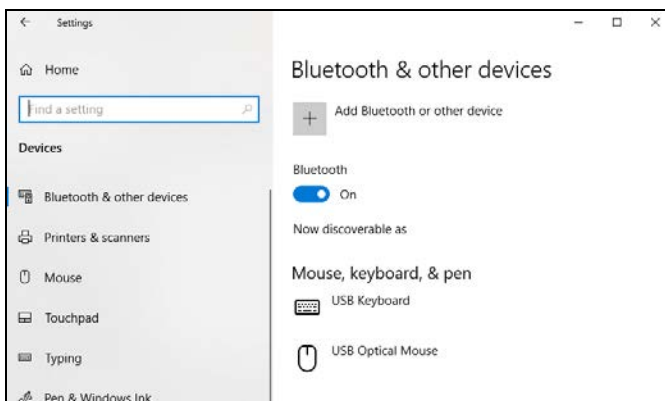 Settings
Home
Find a setting
Devices
Bluetooth & other devices
Printers & scanners
Mouse
Touchpad
Typing
Pen & Windows Ink
Bluetooth & other devices
Add Bluetooth or other device
Bluetooth
On
Now discoverable as
Mouse, keyboard, & pen
USB Keyboard
USB Optical Mouse